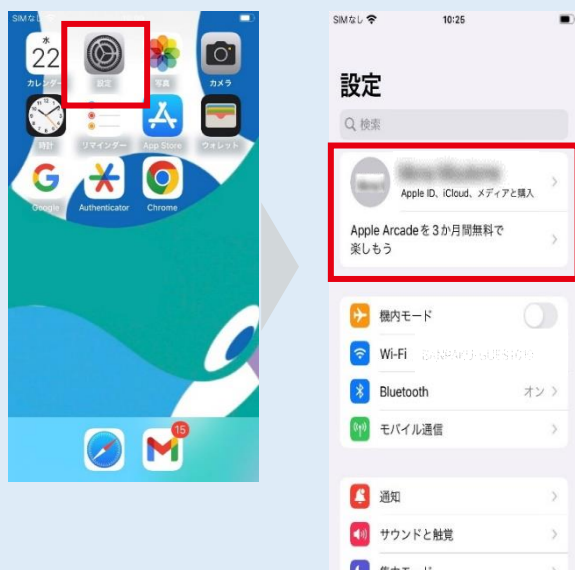 SIMなし
水
22
カレンダー
設定
写真
カメラ
時計
リマインダー
App Store
ウォレット
Google
Authenticator
Chrome
15
SIMなし
10:25
設定
検索
Apple ID、iCloud、メディアと購入
Apple Arcadeを3か月間無料で
楽しもう
機内モード
Wi-Fi
Bluetooth オン
モバイル通信
通知
サウンドと触覚
集中モード